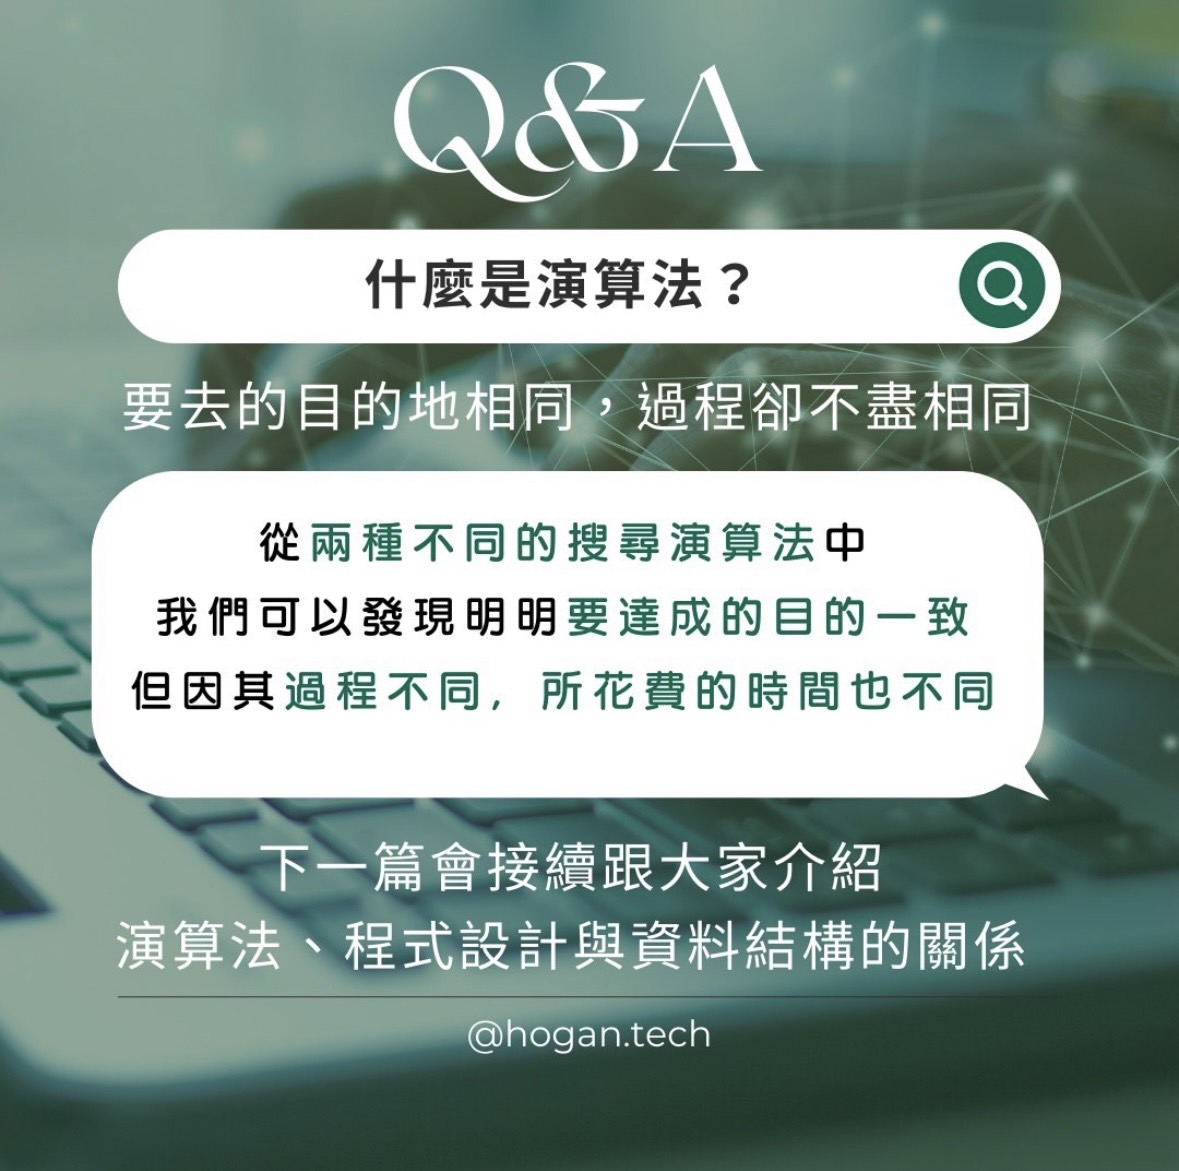 Q&A
什麼是演算法？
要去的目的地相同，過程卻不盡相同
從兩種不同的搜尋演算法中
我們可以發現明明要達成的目的一致
但因其過程不同，所花費的時間也不同
下一篇會接續跟大家介紹
演算法、程式設計與資料結構的關係
@hogan.tech